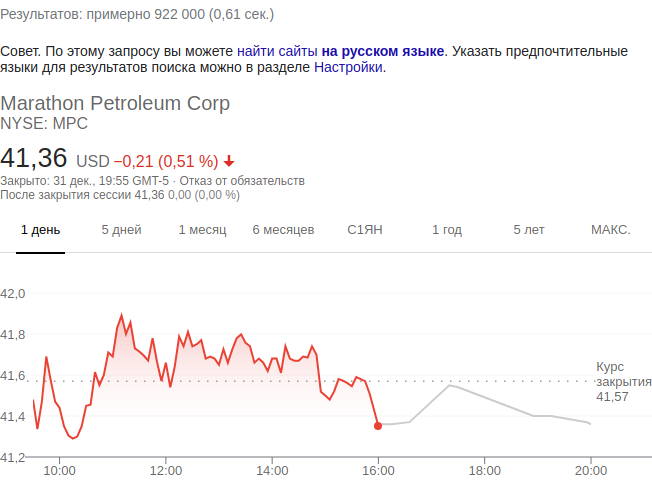 Результатов: примерно 922 000 (0,61 сек.)
Совет. По этому запросу вы можете найти сайты на русском языке. Указать предпочтительные
языки для результатов поиска можно в разделе Настройки.
Marathon Petroleum Corp
NYSE: MPC
41,36 USD −0,21 (0,51 %)
Закрыто: 31 дек., 19:55 GMT-5 · Отказ от обязательств
После закрытия сессии 41,36 0,00 (0,00 %)
1 день 5 дней 1 месяц 6 месяцев С1ЯН 1 год 5 лет МАКС.
42,0
41,8
41,6
41,4
41,2
Курс
закрытия
41,57
10:00 12:00 14:00 16:00 18:00 20:00